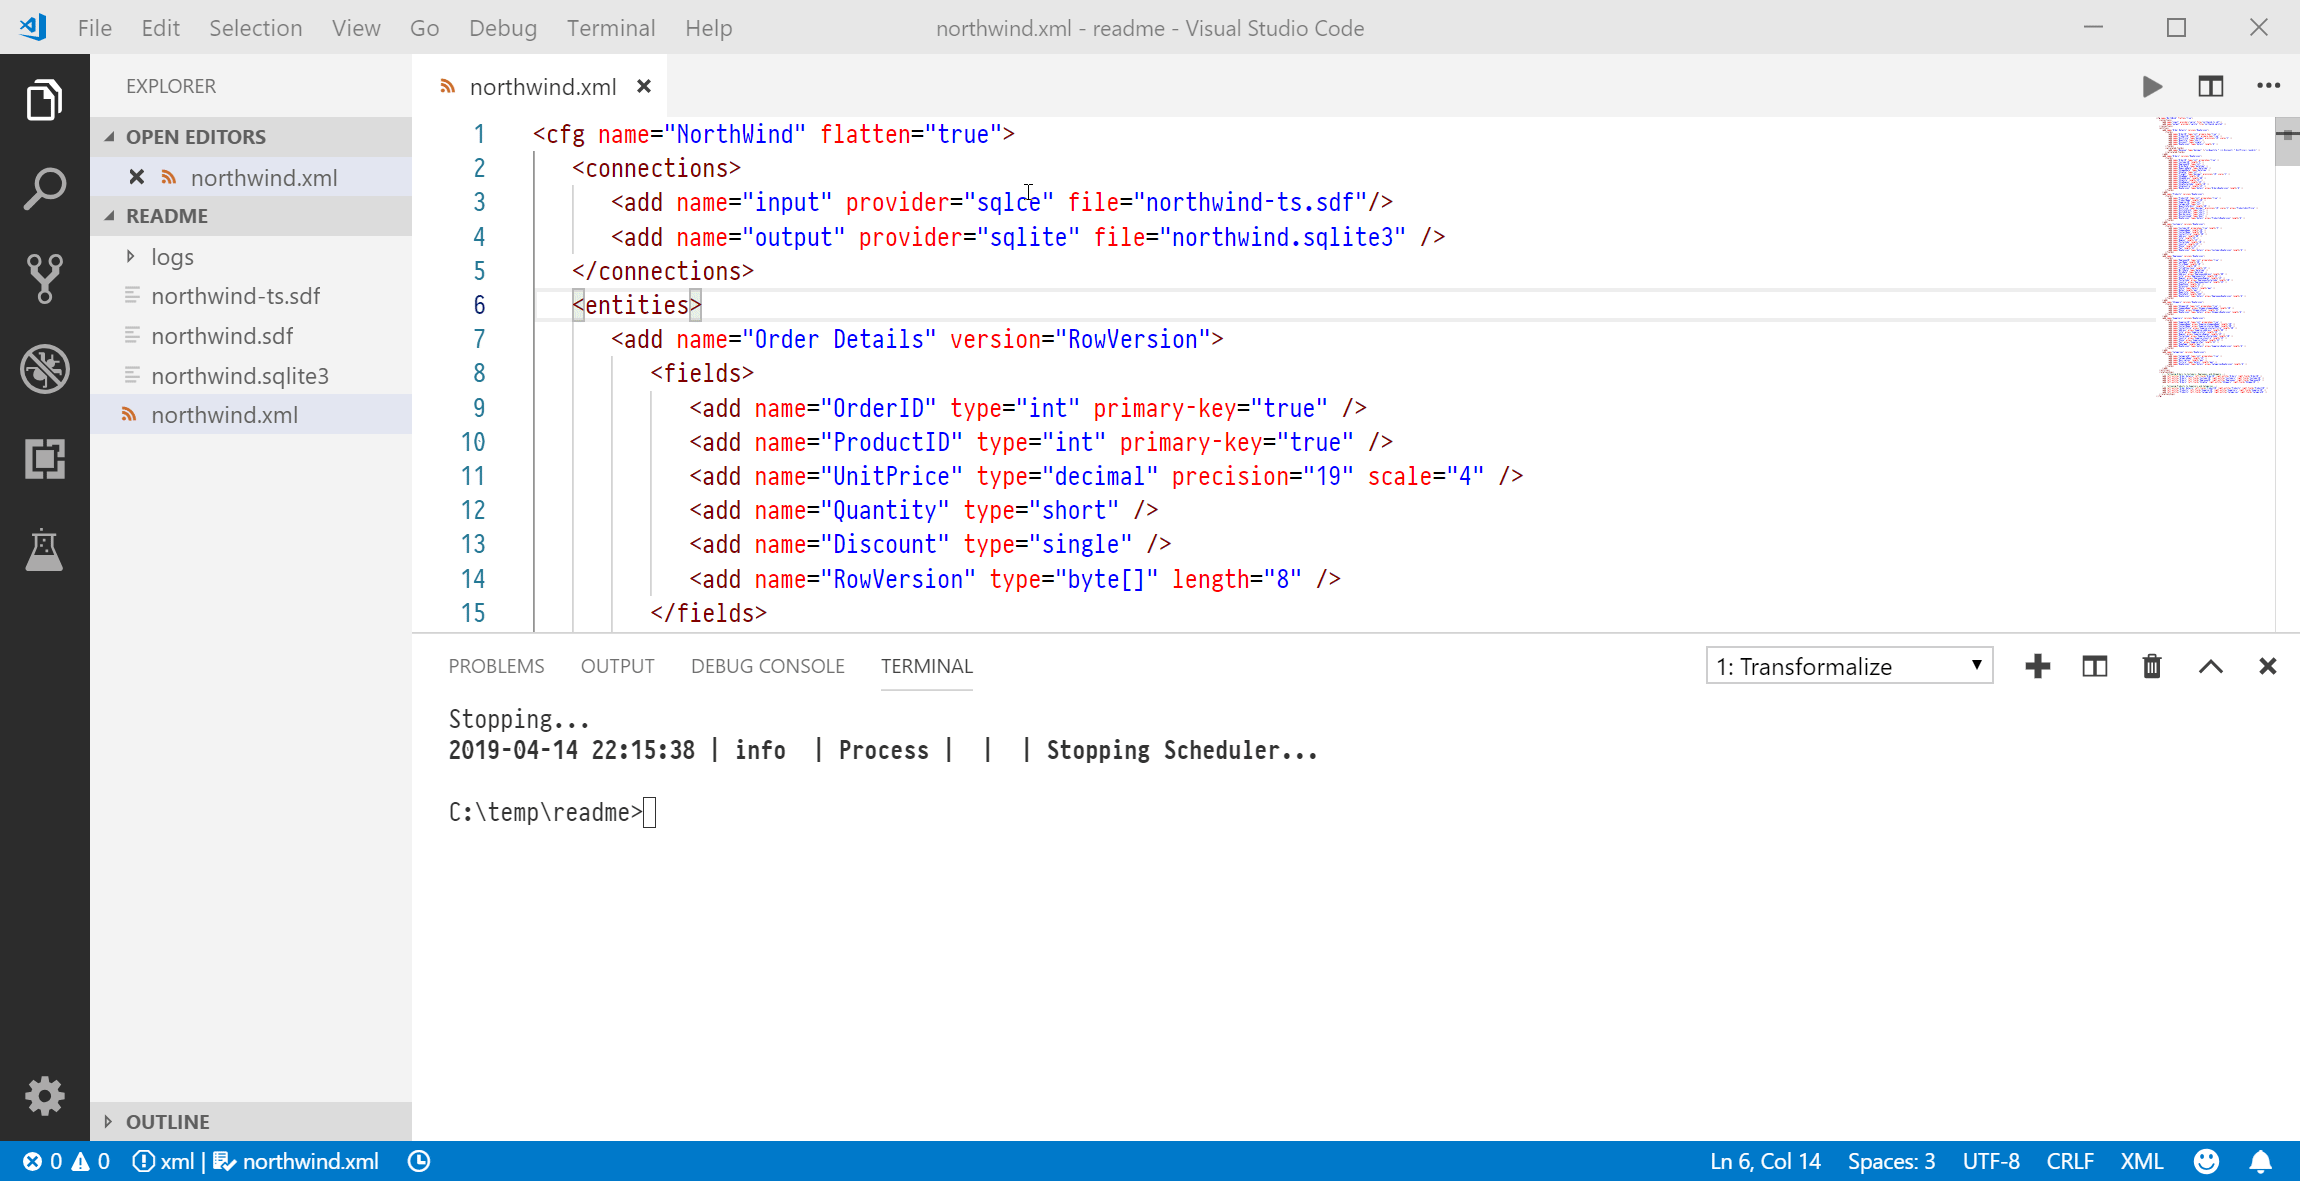 File Edit Selection View Go Debug Terminal Help northwind.xml - readme - Visual Studio Code
EXPLORER
OPEN EDITORS
northwind.xml
README
logs
northwind-ts.sdf
northwind.sdf
northwind.sqlite3
northwind.xml
OUTLINE
northwind.xml
1 <cfg name="NorthWind" flatten="true">
2 <connections>
3 <add name="input" provider="sqlce" file="northwind-ts.sdf"/>
4 <add name="output" provider="sqlite" file="northwind.sqlite3" />
5 </connections>
6 <entities>
7 <add name="Order Details" version="RowVersion">
8 <fields>
9 <add name="OrderID" type="int" primary-key="true" />
10 <add name="ProductID" type="int" primary-key="true" />
11 <add name="UnitPrice" type="decimal" precision="19" scale="4" />
12 <add name="Quantity" type="short" />
13 <add name="Discount" type="single" />
14 <add name="RowVersion" type="byte[]" length="8" />
15 </fields>
PROBLEMS OUTPUT DEBUG CONSOLE TERMINAL 1: Transformalize
Stopping...
2019-04-14 22:15:38 | info | Process | | | Stopping Scheduler...
C:\temp\readme>
0 0 xml | northwind.xml Ln 6, Col 14 Spaces: 3 UTF-8 CRLF XML